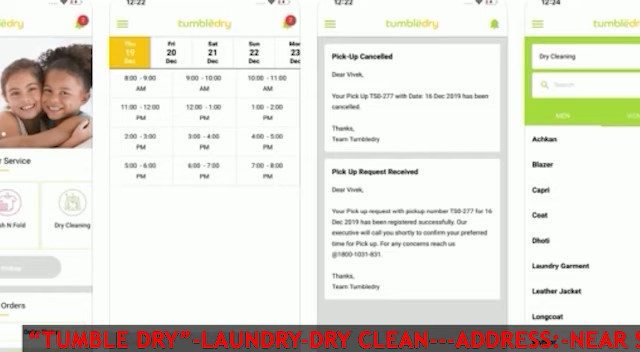 12:22
12:22
12:24
tumbledry
tumbledry
tumbledry
r Service
h N Fold
Dry Cleaning
Orders
Thu
19
Dec
Fri
20
Dec
Sat
21
Dec
Sun
22
Dec
Mon
23
Dec
8:00 - 9:00
AM
9:00 - 10:00
AM
10:00 - 11:00
AM
11:00 - 12:00
PM
12:00 - 1:00
PM
1:00 - 2:00
PM
2:00 - 3:00
PM
3:00 - 4:00
PM
4:00 - 5:00
PM
5:00 - 6:00
PM
6:00 - 7:00
PM
7:00 - 8:00
PM
Pick-Up Cancelled
Dear Vivek,
Your Pick Up TS0-277 with Date: 16 Dec 2019 has been
cancelled.
Thanks,
Team Tumbledry
Pick Up Request Received
Dear Vivek,
Your Pick up request with pickup number TS0-277 for 16
Dec 2019 has been registered successfully. Our
executive will call you shortly to confirm your preferred
time for Pick up. For any concerns reach us
@1800-1031-831.
Thanks,
Team Tumbledry
Dry Cleaning
Search
MEN
Achkan
Blazer
Capri
Coat
Dhoti
Laundry Garment
Leather Jacket
Longcoat
"TUMBLE DRY"-LAUNDRY-DRY CLEAN---ADDRESS:-NEAR